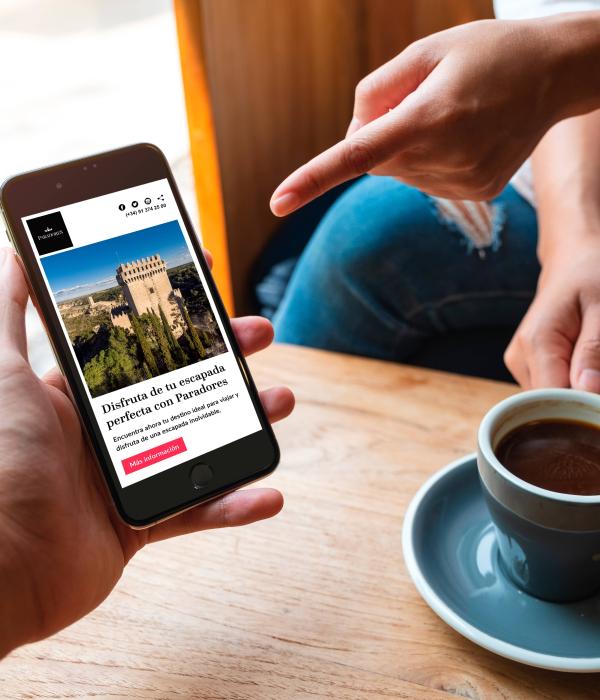 PARADORES
(+34) 91 374 25 00
Disfruta de tu escapada
perfecta con Paradores
Encuentra ahora tu destino ideal para viajar y
disfruta de una escapada inolvidable.
Más información